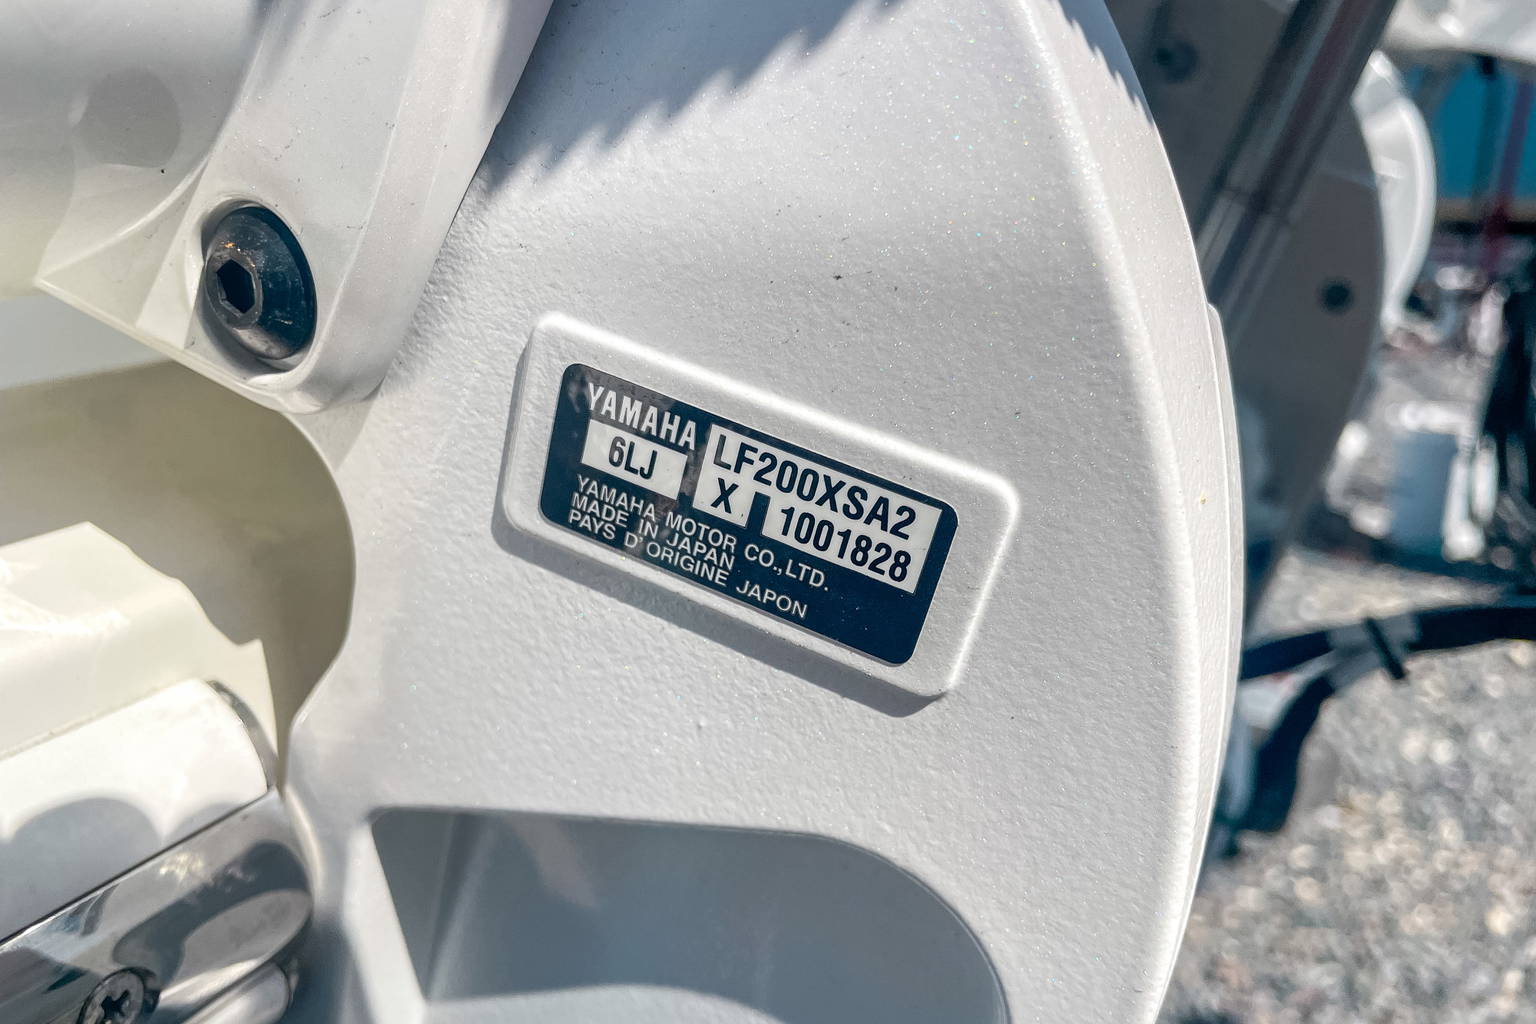 YAMAHA LF200XSA2
6LJ X 1001828
YAMAHA MOTOR CO.,LTD.
MADE IN JAPAN
PAYS D'ORIGINE JAPON